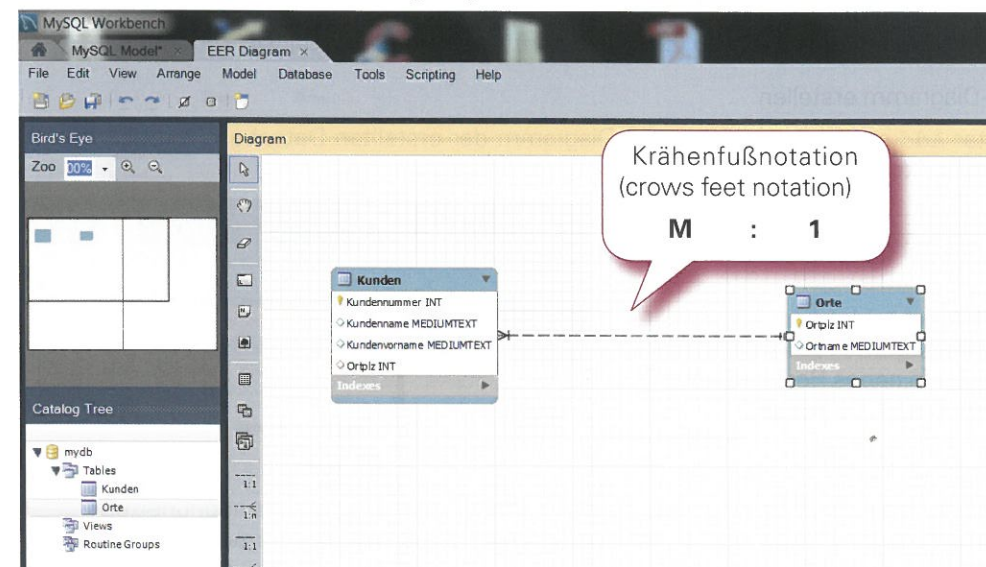 MySQL Workbench
MySQL Model* ×
EER Diagram ×
File Edit View Arrange Model Database Tools Scripting Help
Bird's Eye
Diagram
Zoo 00%
Krähenfußnotation
(crows feet notation)
M : 1
Kunden
Kundennummer INT
Kundenname MEDIUMTEXT
Kundenvorname MEDIUMTEXT
Ortplz INT
Indexes
Orte
Ortplz INT
Ortname MEDIUMTEXT
Indexes
Catalog Tree
mydb
Tables
Kunden
Orte
Views
Routine Groups
1:1
1:n
1:1